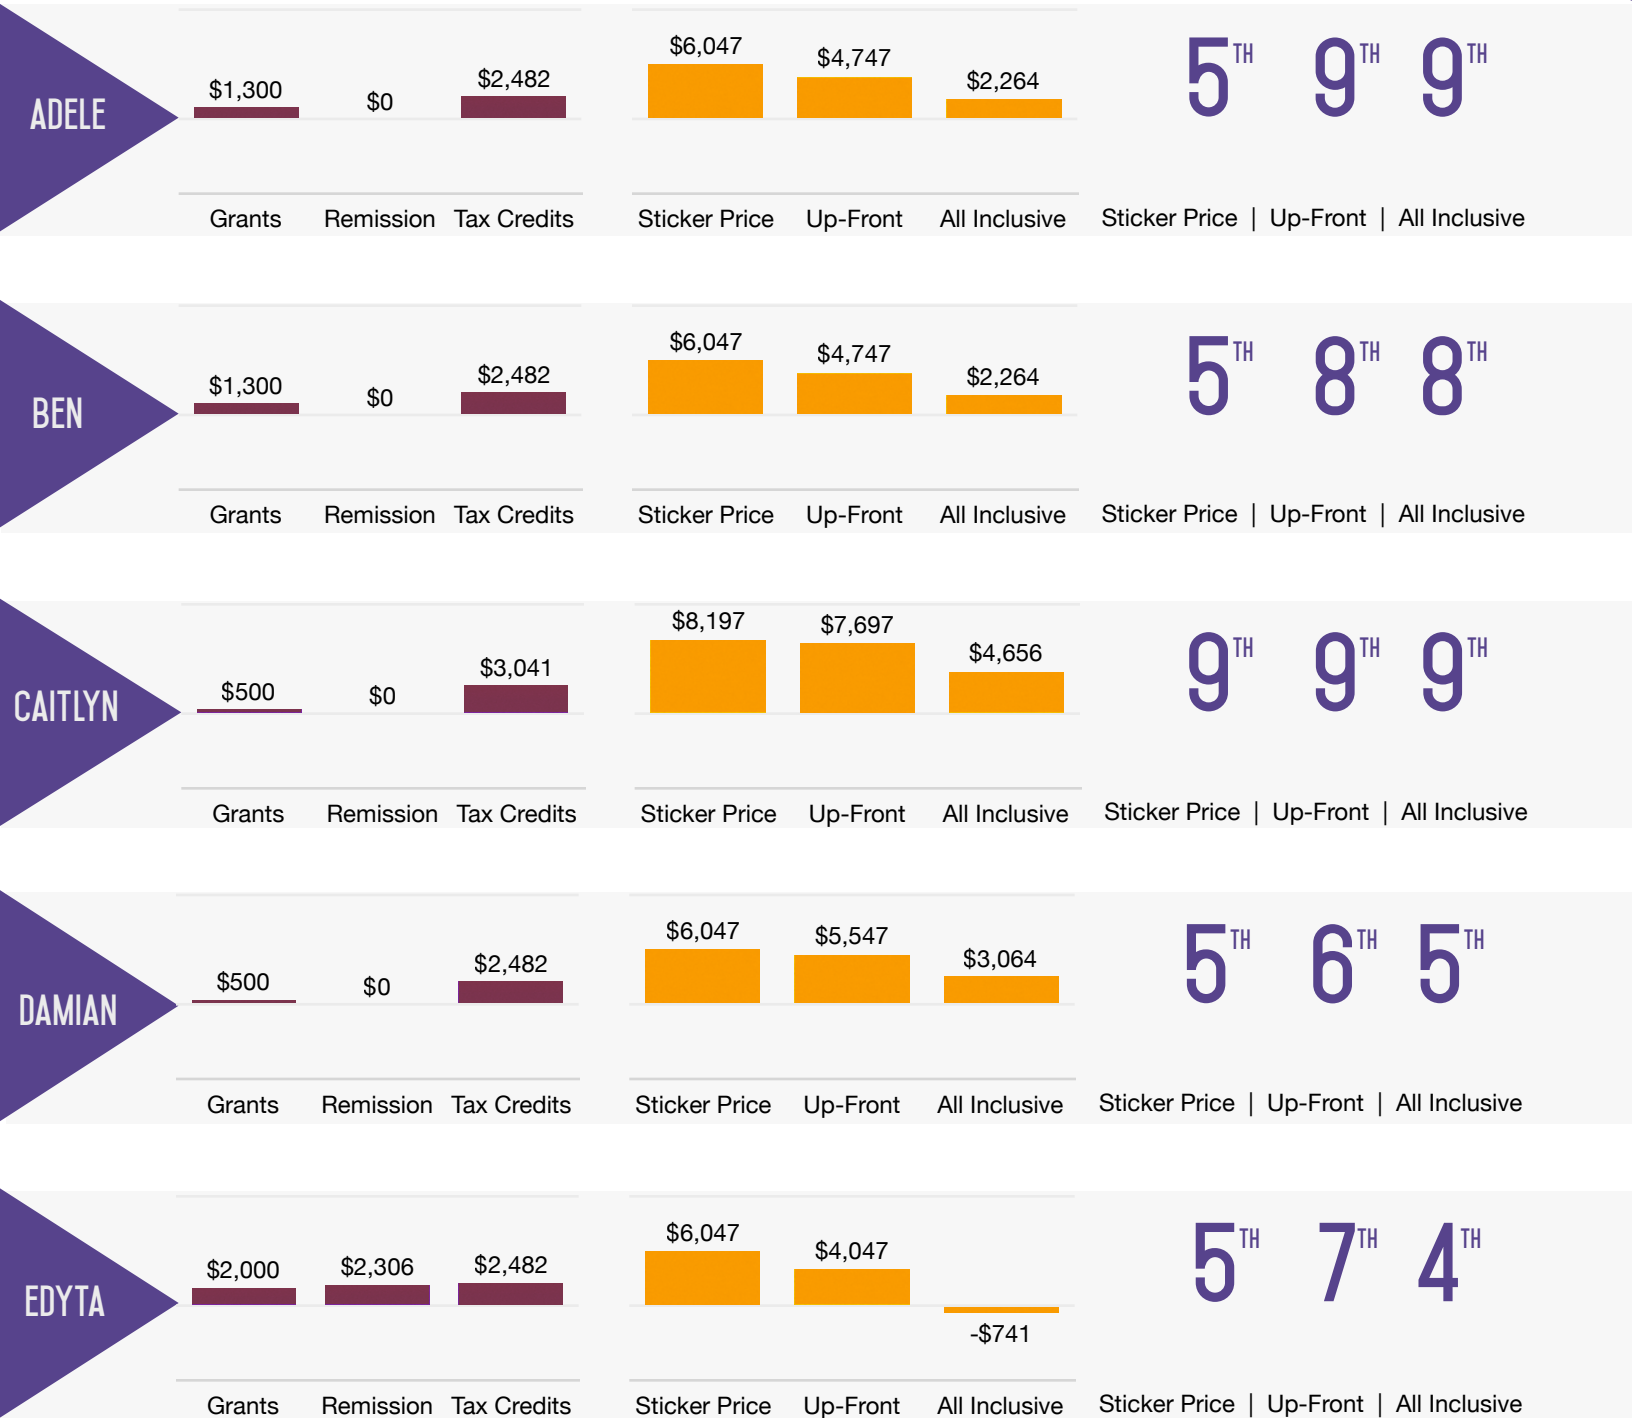 ADELE
$1,300 $0 $2,482
Grants Remission Tax Credits
$6,047 $4,747 $2,264
Sticker Price Up-Front All Inclusive
5TH 9TH 9TH
Sticker Price | Up-Front | All Inclusive
BEN
$1,300 $0 $2,482
Grants Remission Tax Credits
$6,047 $4,747 $2,264
Sticker Price Up-Front All Inclusive
5TH 8TH 8TH
Sticker Price | Up-Front | All Inclusive
CAITLYN
$500 $0 $3,041
Grants Remission Tax Credits
$8,197 $7,697 $4,656
Sticker Price Up-Front All Inclusive
9TH 9TH 9TH
Sticker Price | Up-Front | All Inclusive
DAMIAN
$500 $0 $2,482
Grants Remission Tax Credits
$6,047 $5,547 $3,064
Sticker Price Up-Front All Inclusive
5TH 6TH 5TH
Sticker Price | Up-Front | All Inclusive
EDYTA
$2,000 $2,306 $2,482
Grants Remission Tax Credits
$6,047 $4,047 -$741
Sticker Price Up-Front All Inclusive
5TH 7TH 4TH
Sticker Price | Up-Front | All Inclusive